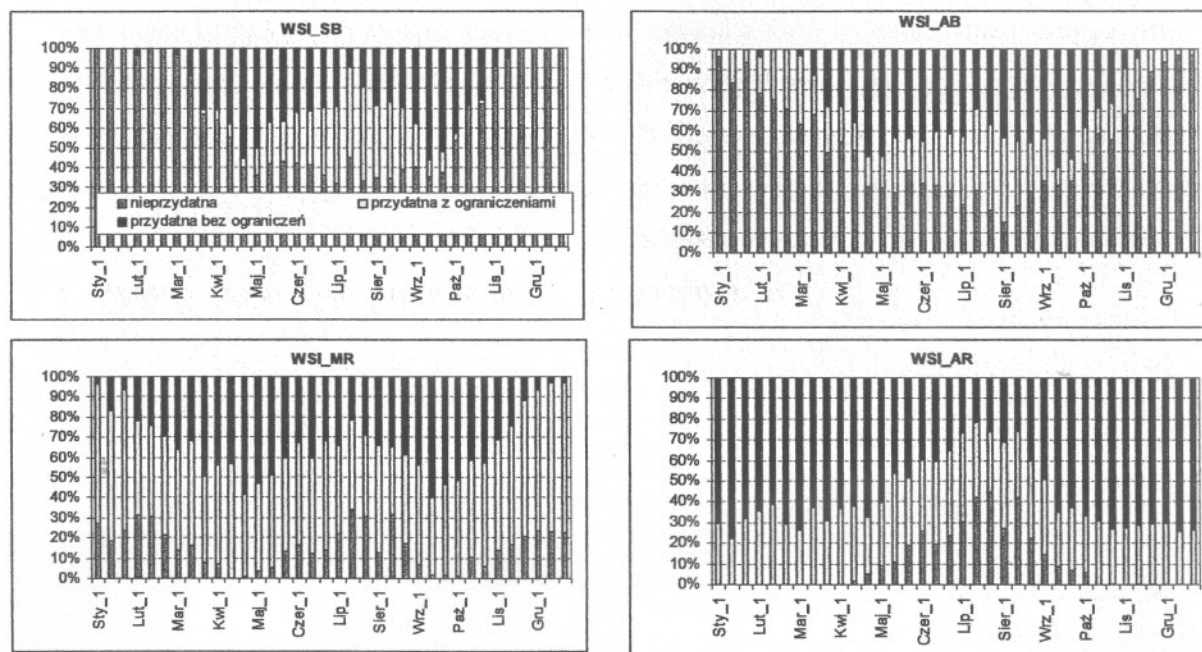 WSI_SB
100%
90%
80%
70%
60%
50%
40%
30%
20%
10%
0%
nieprzydatna
przydatna z ograniczeniami
przydatna bez ograniczeń
Sty_1
Lut_1
Mar_1
Kwi_1
Maj_1
Czer_1
Lip_1
Sier_1
Wrz_1
Paź_1
Lis_1
Gru_1
WSI_AB
100%
90%
80%
70%
60%
50%
40%
30%
20%
10%
0%
Sty_1
Lut_1
Mar_1
Kwi_1
Maj_1
Czer_1
Lip_1
Sier_1
Wrz_1
Paź_1
Lis_1
Gru_1
WSI_MR
100%
90%
80%
70%
60%
50%
40%
30%
20%
10%
0%
Sty_1
Lut_1
Mar_1
Kwi_1
Maj_1
Czer_1
Lip_1
Sier_1
Wrz_1
Paź_1
Lis_1
Gru_1
WSI_AR
100%
90%
80%
70%
60%
50%
40%
30%
20%
10%
0%
Sty_1
Lut_1
Mar_1
Kwi_1
Maj_1
Czer_1
Lip_1
Sier_1
Wrz_1
Paź_1
Lis_1
Gru_1